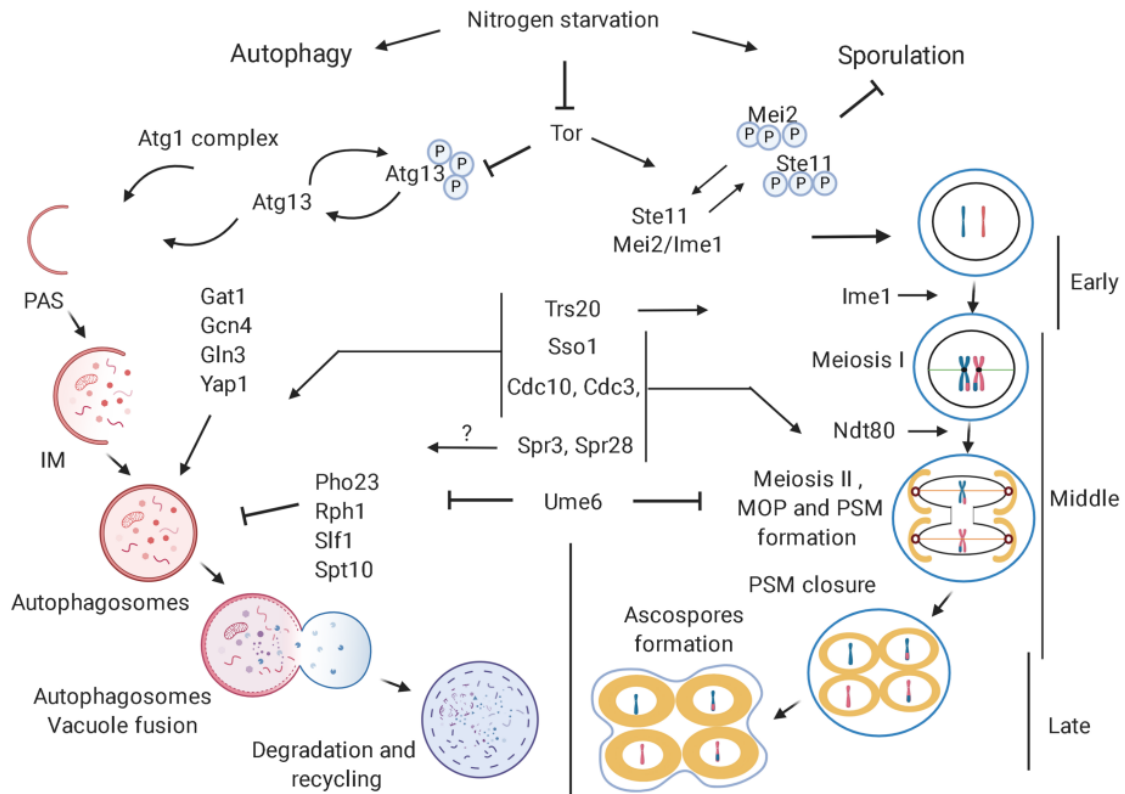 Nitrogen starvation
Autophagy
Sporulation
Tor
Mei2
P P P
Ste11
P P P
Atg1 complex
Atg13
Atg13
P
P
P
Ste11
Mei2/Ime1
PAS
Gat1
Gcn4
Gln3
Yap1
Trs20
Sso1
Cdc10, Cdc3,
?
Spr3, Spr28
Ime1
Early
Meiosis I
Ndt80
IM
Pho23
Rph1
Slf1
Spt10
Ume6
Meiosis II ,
MOP and PSM
formation
Middle
Autophagosomes
PSM closure
Ascospores
formation
Autophagosomes
Vacuole fusion
Degradation and
recycling
Late